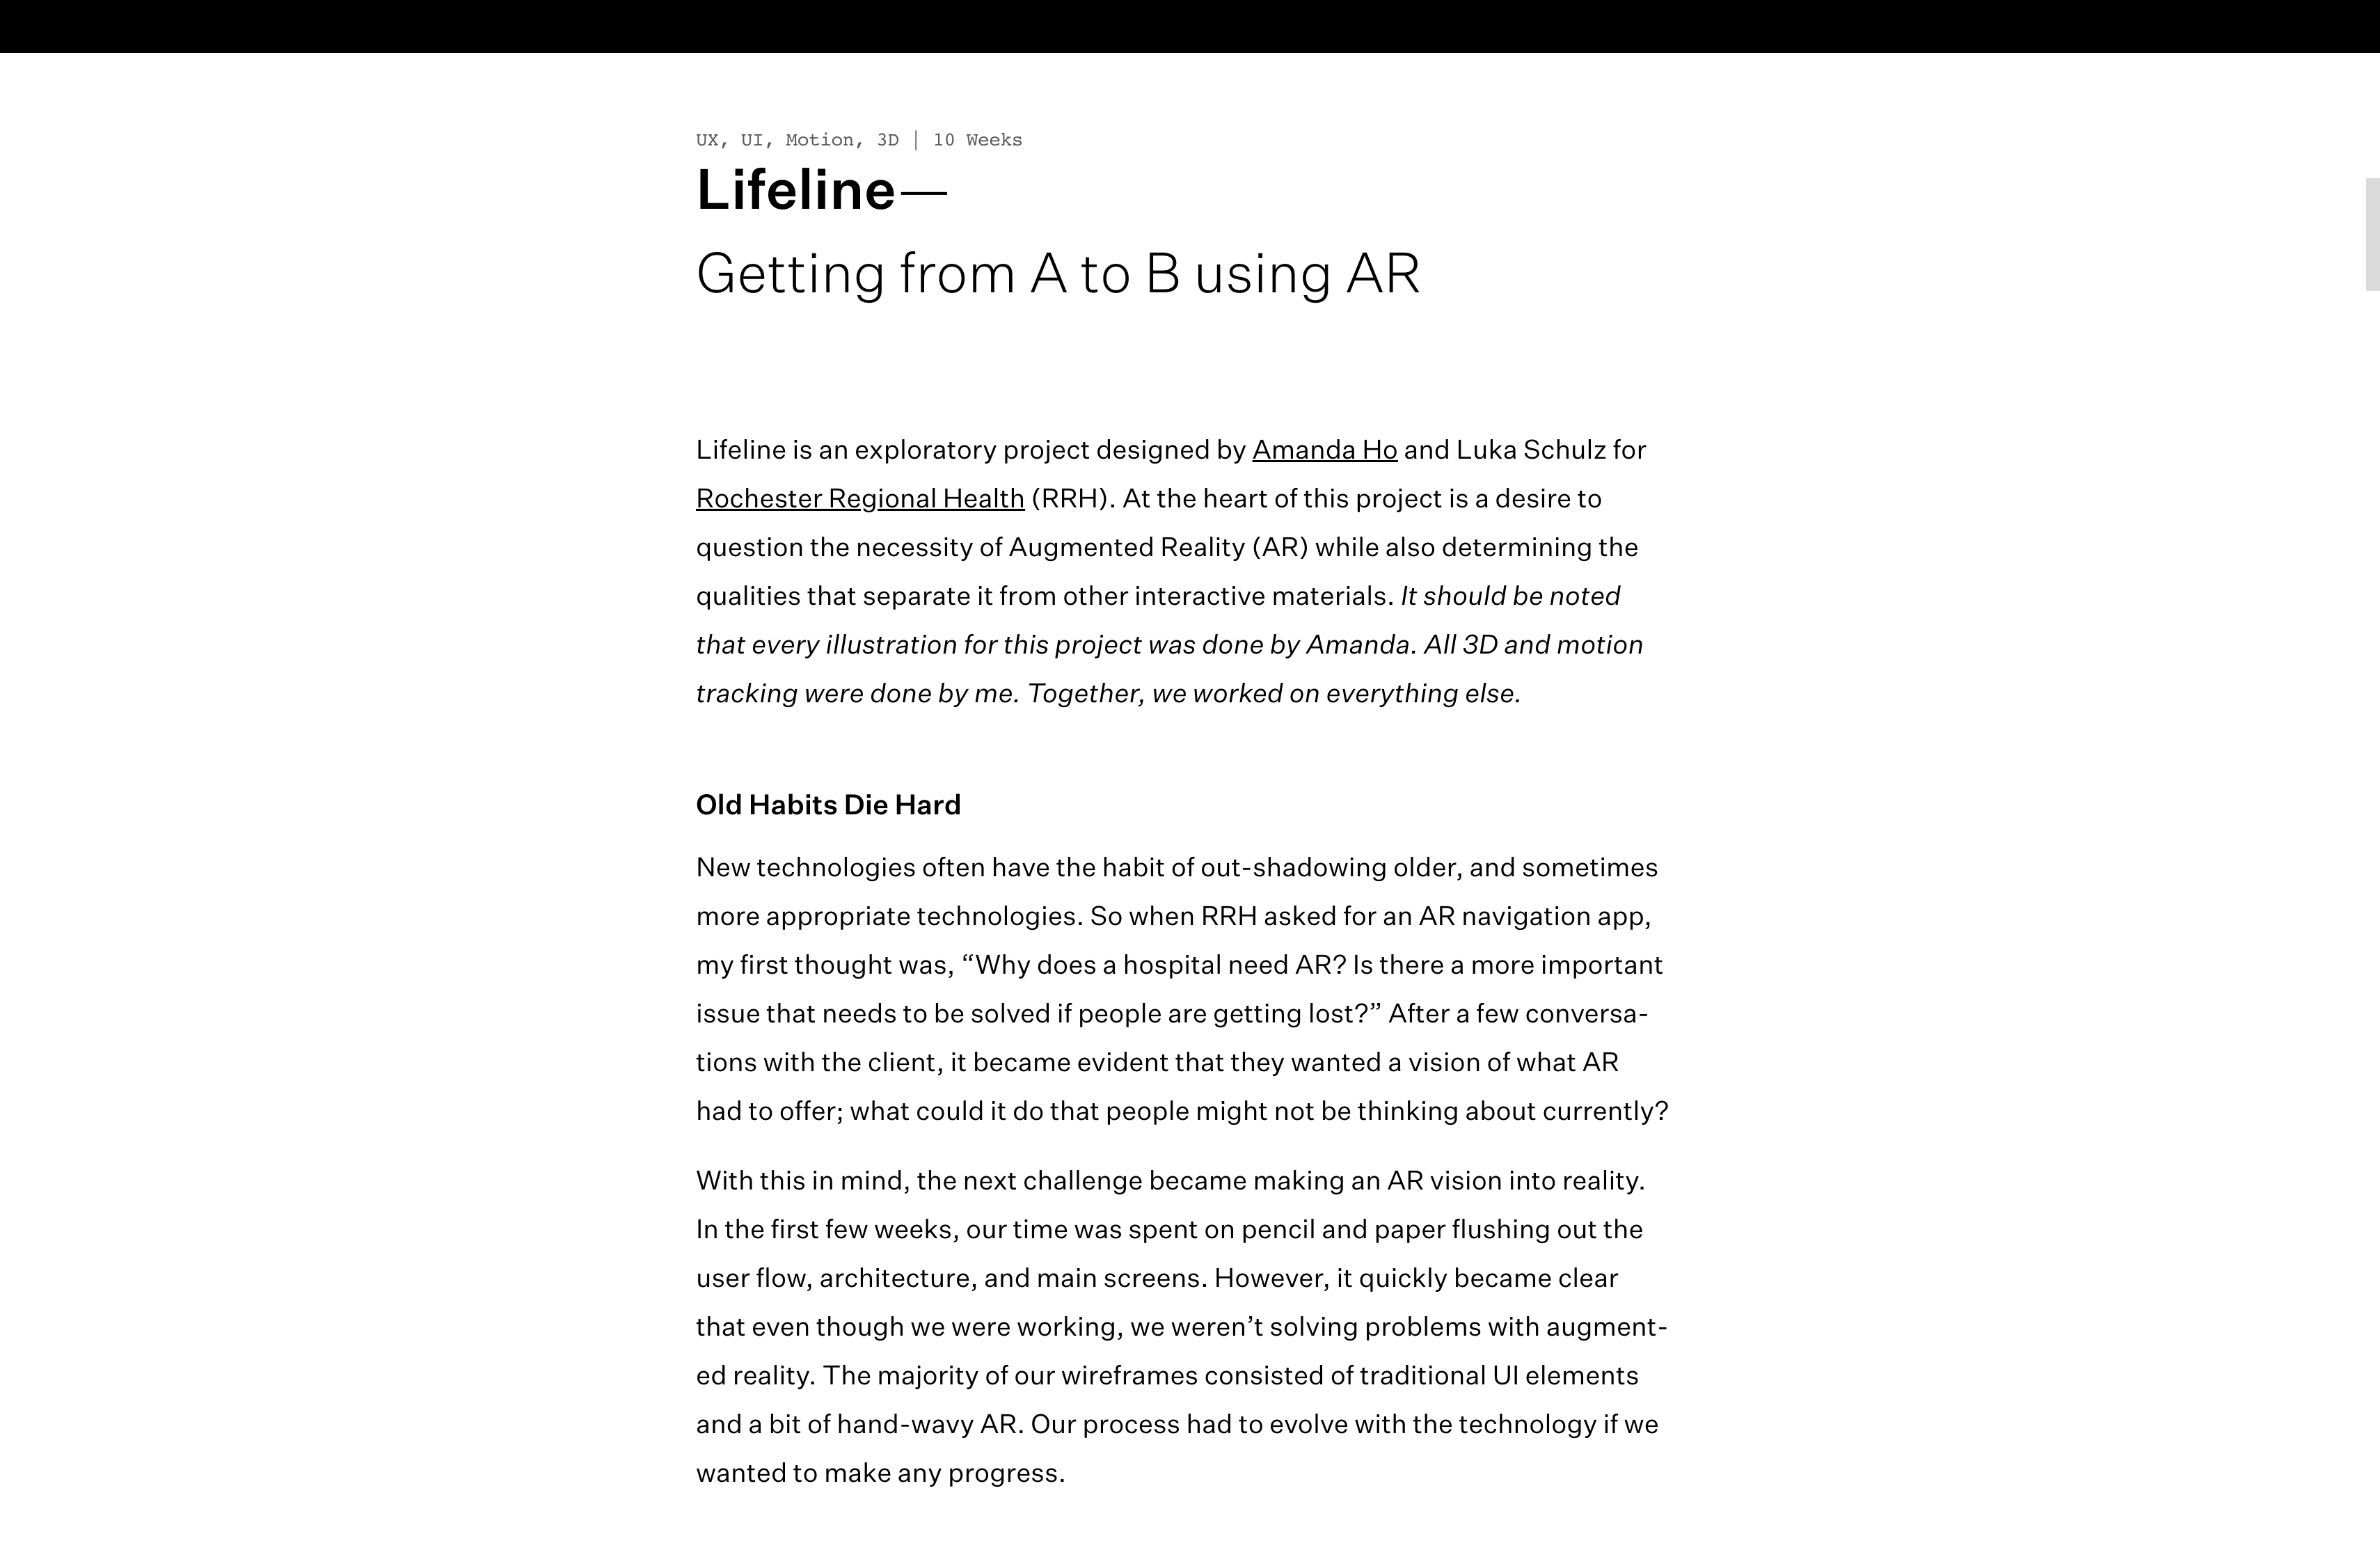 UX, UI, Motion, 3D | 10 Weeks
Lifeline—
Getting from A to B using AR
Lifeline is an exploratory project designed by Amanda Ho and Luka Schulz for
Rochester Regional Health (RRH). At the heart of this project is a desire to
question the necessity of Augmented Reality (AR) while also determining the
qualities that separate it from other interactive materials. It should be noted
that every illustration for this project was done by Amanda. All 3D and motion
tracking were done by me. Together, we worked on everything else.
Old Habits Die Hard
New technologies often have the habit of out-shadowing older, and sometimes
more appropriate technologies. So when RRH asked for an AR navigation app,
my first thought was, “Why does a hospital need AR? Is there a more important
issue that needs to be solved if people are getting lost?” After a few conversa-
tions with the client, it became evident that they wanted a vision of what AR
had to offer; what could it do that people might not be thinking about currently?
With this in mind, the next challenge became making an AR vision into reality.
In the first few weeks, our time was spent on pencil and paper flushing out the
user flow, architecture, and main screens. However, it quickly became clear
that even though we were working, we weren’t solving problems with augment-
ed reality. The majority of our wireframes consisted of traditional UI elements
and a bit of hand-wavy AR. Our process had to evolve with the technology if we
wanted to make any progress.